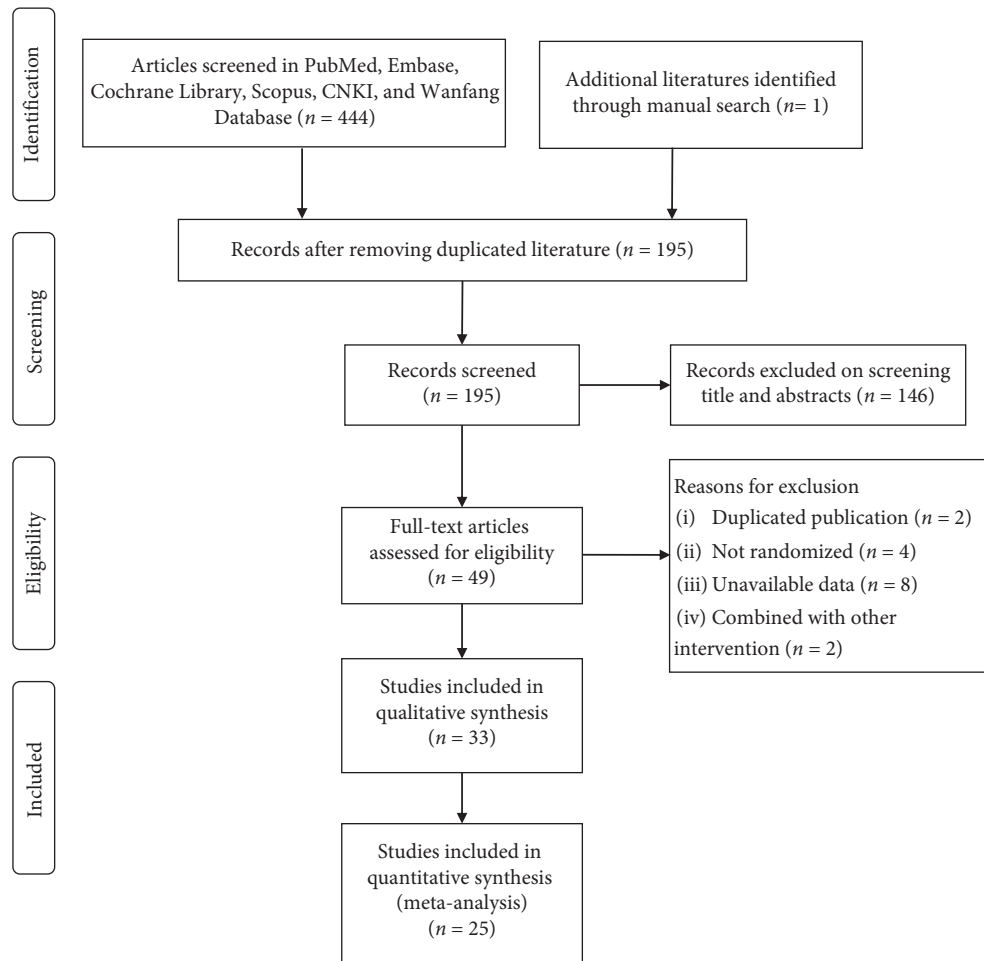 Identification
Articles screened in PubMed, Embase,
Cochrane Library, Scopus, CNKI, and Wanfang
Database (n = 444)
Additional literatures identified
through manual search (n= 1)
Records after removing duplicated literature (n = 195)
Screening
Records screened
(n = 195)
Records excluded on screening
title and abstracts (n = 146)
Eligibility
Full-text articles
assessed for eligibility
(n = 49)
Reasons for exclusion
(i) Duplicated publication (n = 2)
(ii) Not randomized (n = 4)
(iii) Unavailable data (n = 8)
(iv) Combined with other
intervention (n = 2)
Included
Studies included in
qualitative synthesis
(n = 33)
Studies included in
quantitative synthesis
(meta-analysis)
(n = 25)